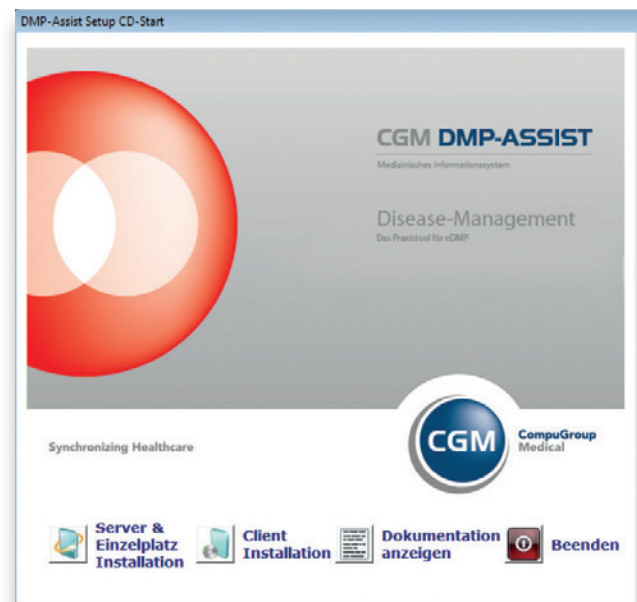 DMP-Assist Setup CD-Start
CGM DMP-ASSIST
Medizinisches Informationssystem
Disease-Management
Das Praxistool für eDMP
Synchronizing Healthcare
CGM
CompuGroup
Medical
Server &
Einzelplatz
Installation
Client
Installation
Dokumentation
anzeigen
Beenden